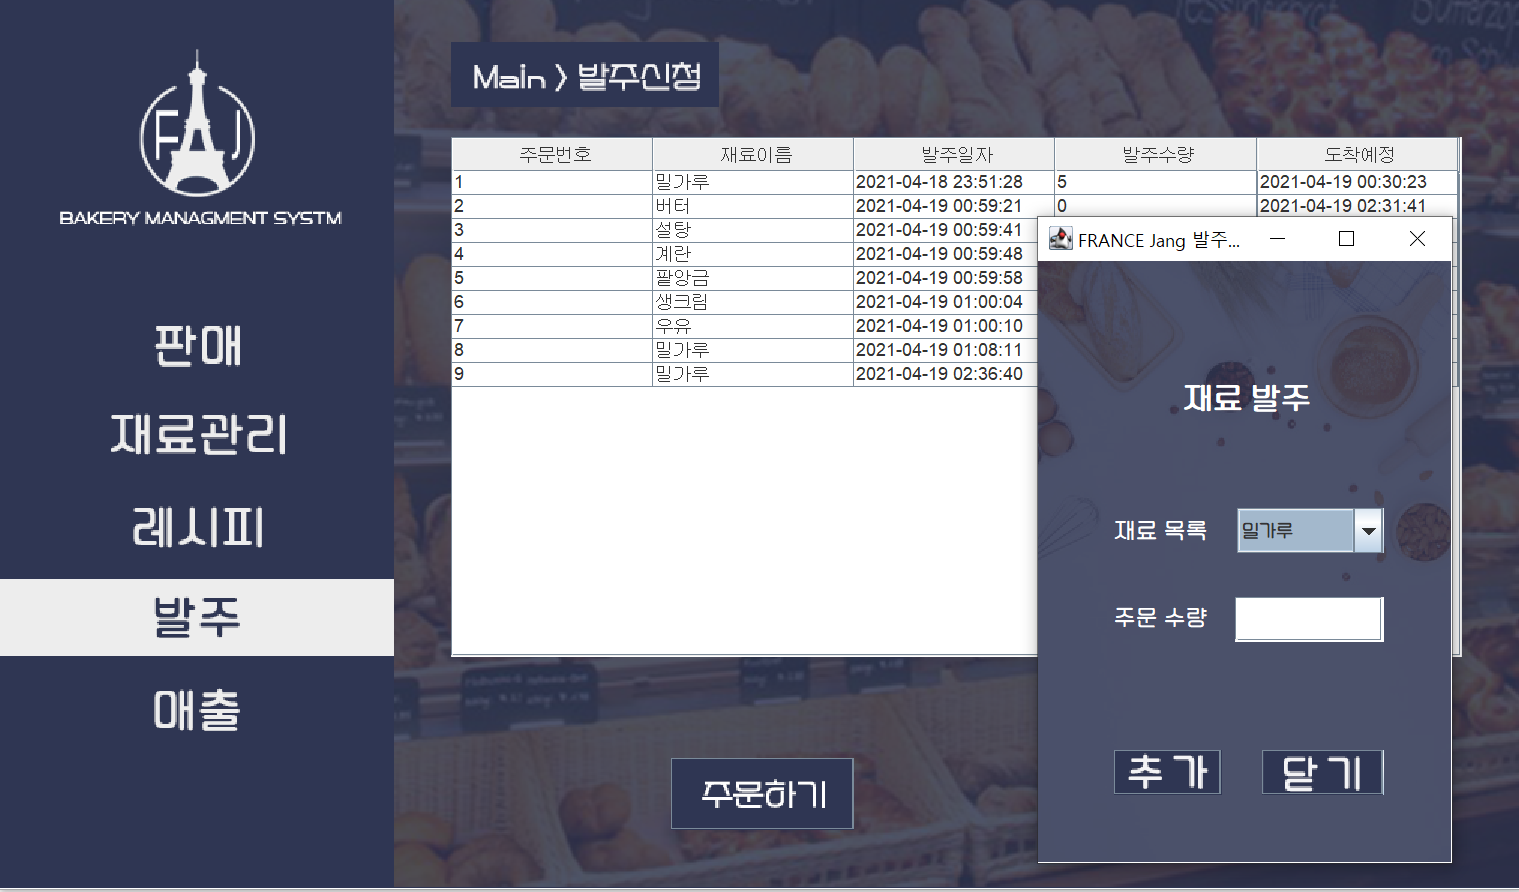 FAJ
BAKERY MANAGMENT SYSTM
판매
재료관리
레시피
발주
매출
Main > 발주신청
주문번호 재료이름 발주일자 발주수량 도착예정
1 밀가루 2021-04-18 23:51:28 5 2021-04-19 00:30:23
2 버터 2021-04-19 00:59:21 0 2021-04-19 02:31:41
3 설탕 2021-04-19 00:59:41
4 계란 2021-04-19 00:59:48
5 팥앙금 2021-04-19 00:59:58
6 생크림 2021-04-19 01:00:04
7 우유 2021-04-19 01:00:10
8 밀가루 2021-04-19 01:08:11
9 밀가루 2021-04-19 02:36:40
주문하기
FRANCE Jang 발주...
재료 발주
재료 목록 밀가루
주문 수량
추 가 닫 기